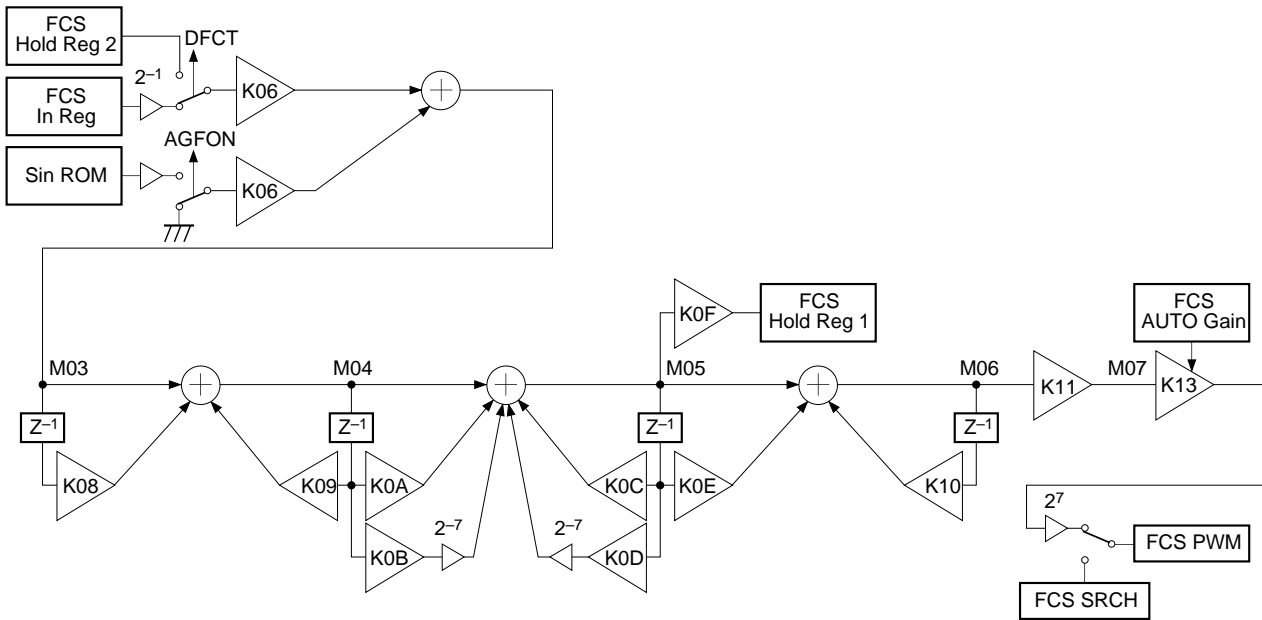 FCS
Hold Reg 2
DFCT
2–1
K06
FCS
In Reg
AGFON
Sin ROM
K06
FCS
Hold Reg 1
K0F
FCS
AUTO Gain
M03
M04
M05
M06
K11
M07
K13
Z–1
Z–1
Z–1
Z–1
K08
K09
K0A
K0C
K0E
K10
2–7
2–7
K0B
K0D
27
FCS PWM
FCS SRCH